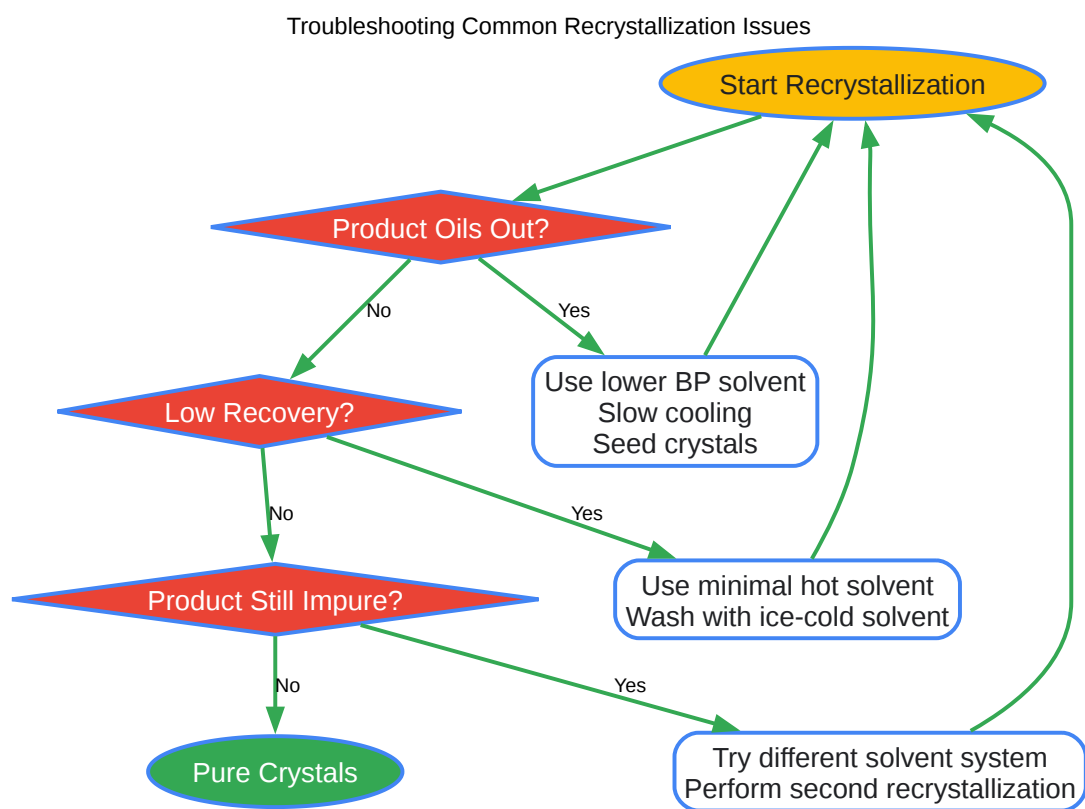 Troubleshooting Common Recrystallization Issues
Start Recrystallization
Product Oils Out?
No
Yes
Use lower BP solvent
Slow cooling
Seed crystals
Low Recovery?
No
Yes
Use minimal hot solvent
Wash with ice-cold solvent
Product Still Impure?
No
Yes
Try different solvent system
Perform second recrystallization
Pure Crystals